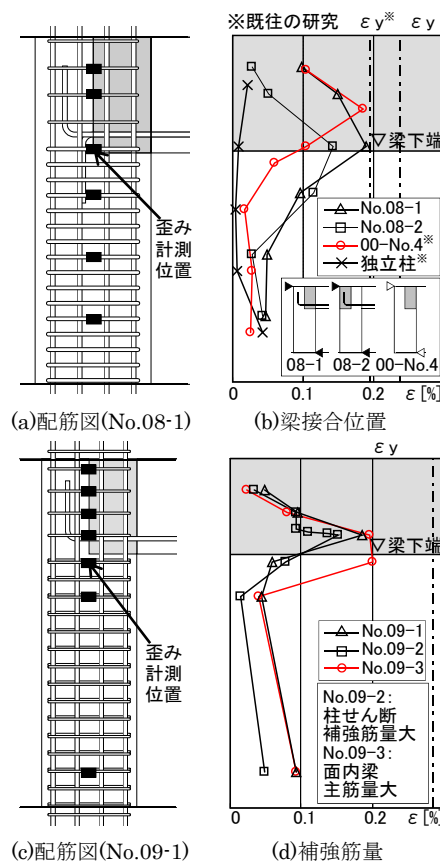 歪み
計測
位置
(a)配筋図(No.08-1)
※既往の研究 εy※ εy
▽梁下端
No.08-1
No.08-2
00-No.4※
独立柱※
08-1 08-2 00-No.4
0 0.1 0.2 ε[%]
(b)梁接合位置
歪み
計測
位置
(c)配筋図(No.09-1)
εy
▽梁下端
No.09-1
No.09-2
No.09-3
No.09-2:
柱せん断
補強筋量大
No.09-3:
面内梁
主筋量大
0 0.1 0.2 ε[%]
(d)補強筋量